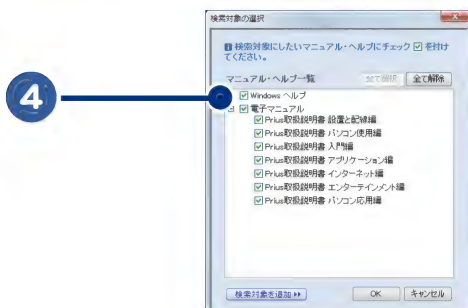 検索対象の選択
検索対象にしたいマニュアル・ヘルプにチェック を付け
てください。
マニュアル・ヘルプ一覧
全て選択
全て解除
4
Windows ヘルプ
電子マニュアル
Prius取扱説明書 設置と配線編
Prius取扱説明書 パソコン使用編
Prius取扱説明書 入門編
Prius取扱説明書 アプリケーション編
Prius取扱説明書 インターネット編
Prius取扱説明書 エンターテインメント編
Prius取扱説明書 パソコン応用編
検索対象を追加
OK
キャンセル